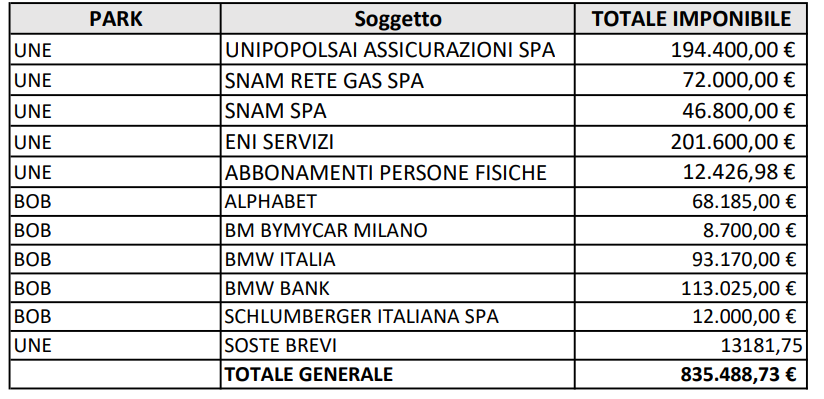 PARK Soggetto TOTALE IMPONIBILE
UNE UNIPOPOLSAI ASSICURAZIONI SPA 194.400,00 €
UNE SNAM RETE GAS SPA 72.000,00 €
UNE SNAM SPA 46.800,00 €
UNE ENI SERVIZI 201.600,00 €
UNE ABBONAMENTI PERSONE FISICHE 12.426,98 €
BOB ALPHABET 68.185,00 €
BOB BM BYMYCAR MILANO 8.700,00 €
BOB BMW ITALIA 93.170,00 €
BOB BMW BANK 113.025,00 €
BOB SCHLUMBERGER ITALIANA SPA 12.000,00 €
UNE SOSTE BREVI 13181,75
TOTALE GENERALE 835.488,73 €